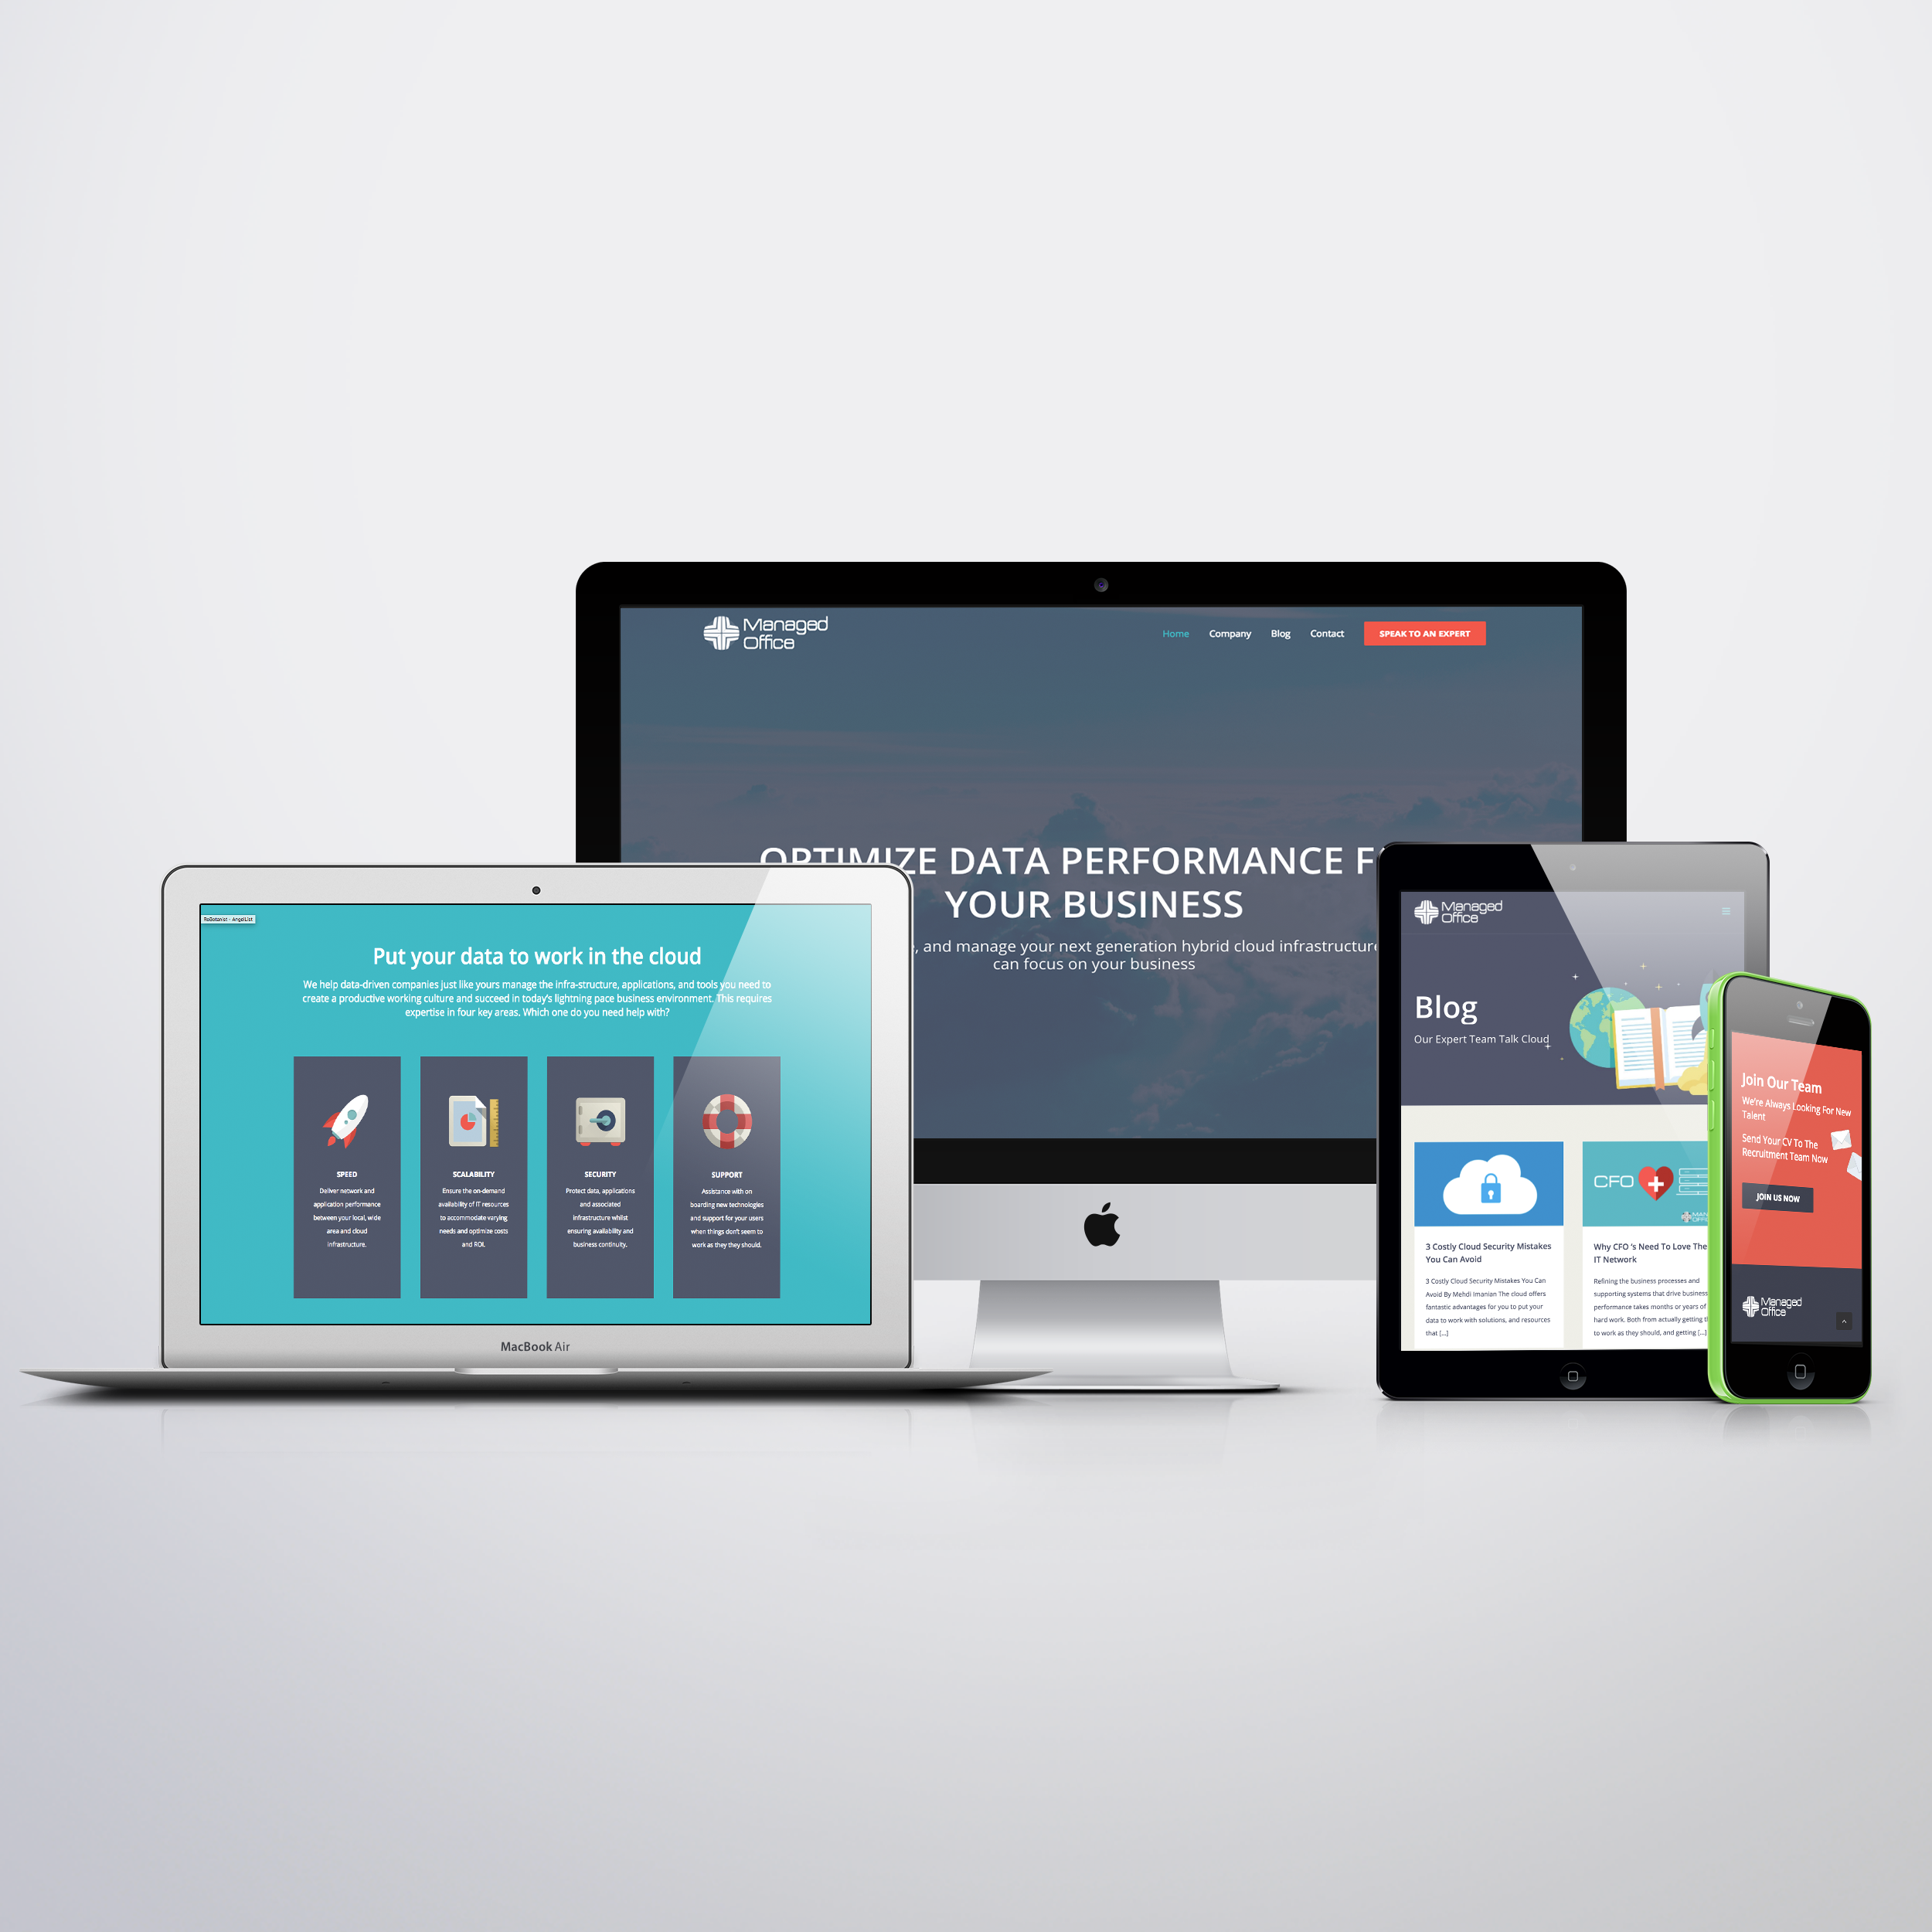 Managed
Office
Home Company Blog Contact SPEAK TO AN EXPERT
OPTIMIZE DATA PERFORMANCE F
YOUR BUSINESS
, and manage your next generation hybrid cloud infrastructure
can focus on your business
Put your data to work in the cloud
We help data-driven companies just like yours manage the infra-structure, applications, and tools you need to
create a productive working culture and succeed in today's lightning pace business environment. This requires
expertise in four key areas. Which one do you need help with?
SPEED
Deliver network and
application performance
between your local, wide
area and cloud
infrastructure.
SCALABILITY
Ensure the on-demand
availability of IT resources
to accommodate varying
needs and optimize costs
and ROI.
SECURITY
Protect data, applications
and associated
infrastructure whilst
ensuring availability and
business continuity.
SUPPORT
Assistance with on
boarding new technologies
and support for your users
when things don't seem to
work as they they should.
MacBook Air
Managed
Office
Blog
Our Expert Team Talk Cloud
3 Costly Cloud Security Mistakes
You Can Avoid
3 Costly Cloud Security Mistakes You Can
Avoid By Mehdi Imanian The cloud offers
fantastic advantages for you to put your
data to work with solutions, and resources
that [...]
CFO
Why CFO 's Need To Love The
IT Network
Refining the business processes and
supporting systems that drive business
performance takes months or years of
hard work. Both from actually getting
to work as they should, and getting [...]
Join Our Team
We're Always Looking For New
Talent
Send Your CV To The
Recruitment Team Now
JOIN US NOW
Managed
Office